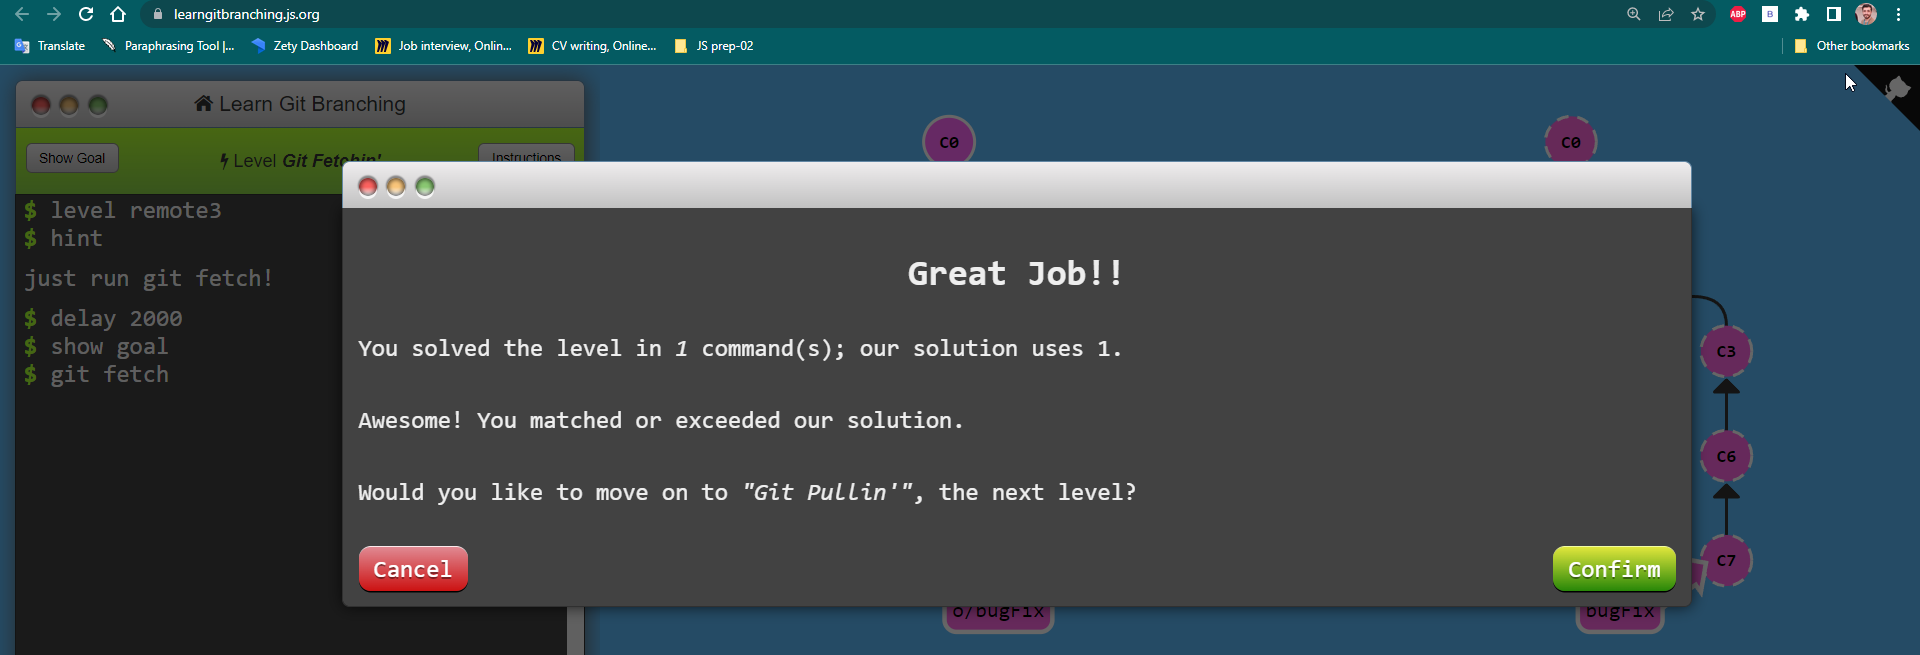 learngitbranching.js.org
ABP
B
Translate
Paraphrasing Tool |...
Zety Dashboard
Job interview, Onlin...
CV writing, Online...
JS prep-02
Other bookmarks
Learn Git Branching
Show Goal
Level Git Fetchin'
Instructions
$ level remote3
$ hint
just run git fetch!
$ delay 2000
$ show goal
$ git fetch
C0
C0
Great Job!!
You solved the level in 1 command(s); our solution uses 1.
Awesome! You matched or exceeded our solution.
Would you like to move on to "Git Pullin'", the next level?
Cancel
Confirm
C3
C6
C7
o/bugFix
bugFix